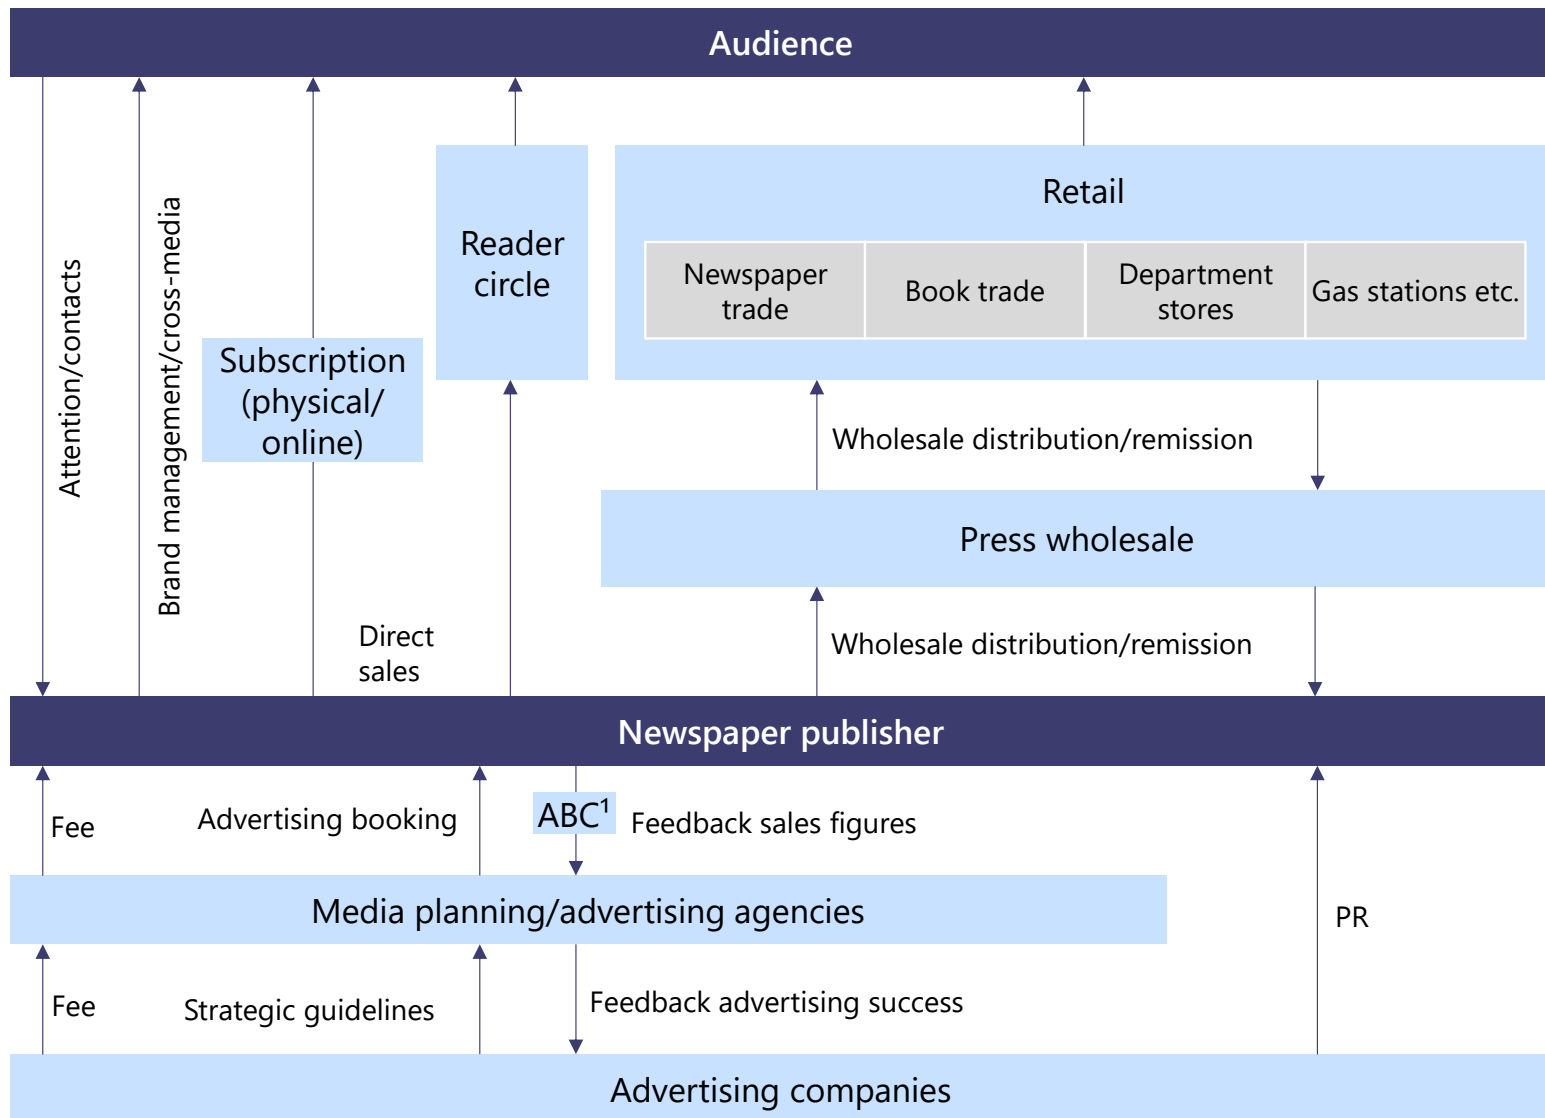 Audience
Attention/contacts
Brand management/cross-media
Subscription
(physical/
online)
Reader
circle
Retail
Newspaper
trade
Book trade
Department
stores
Gas stations etc.
Wholesale distribution/remission
Press wholesale
Direct
sales
Wholesale distribution/remission
Newspaper publisher
Fee
Advertising booking
ABC¹
Feedback sales figures
Media planning/advertising agencies
PR
Fee
Strategic guidelines
Feedback advertising success
Advertising companies